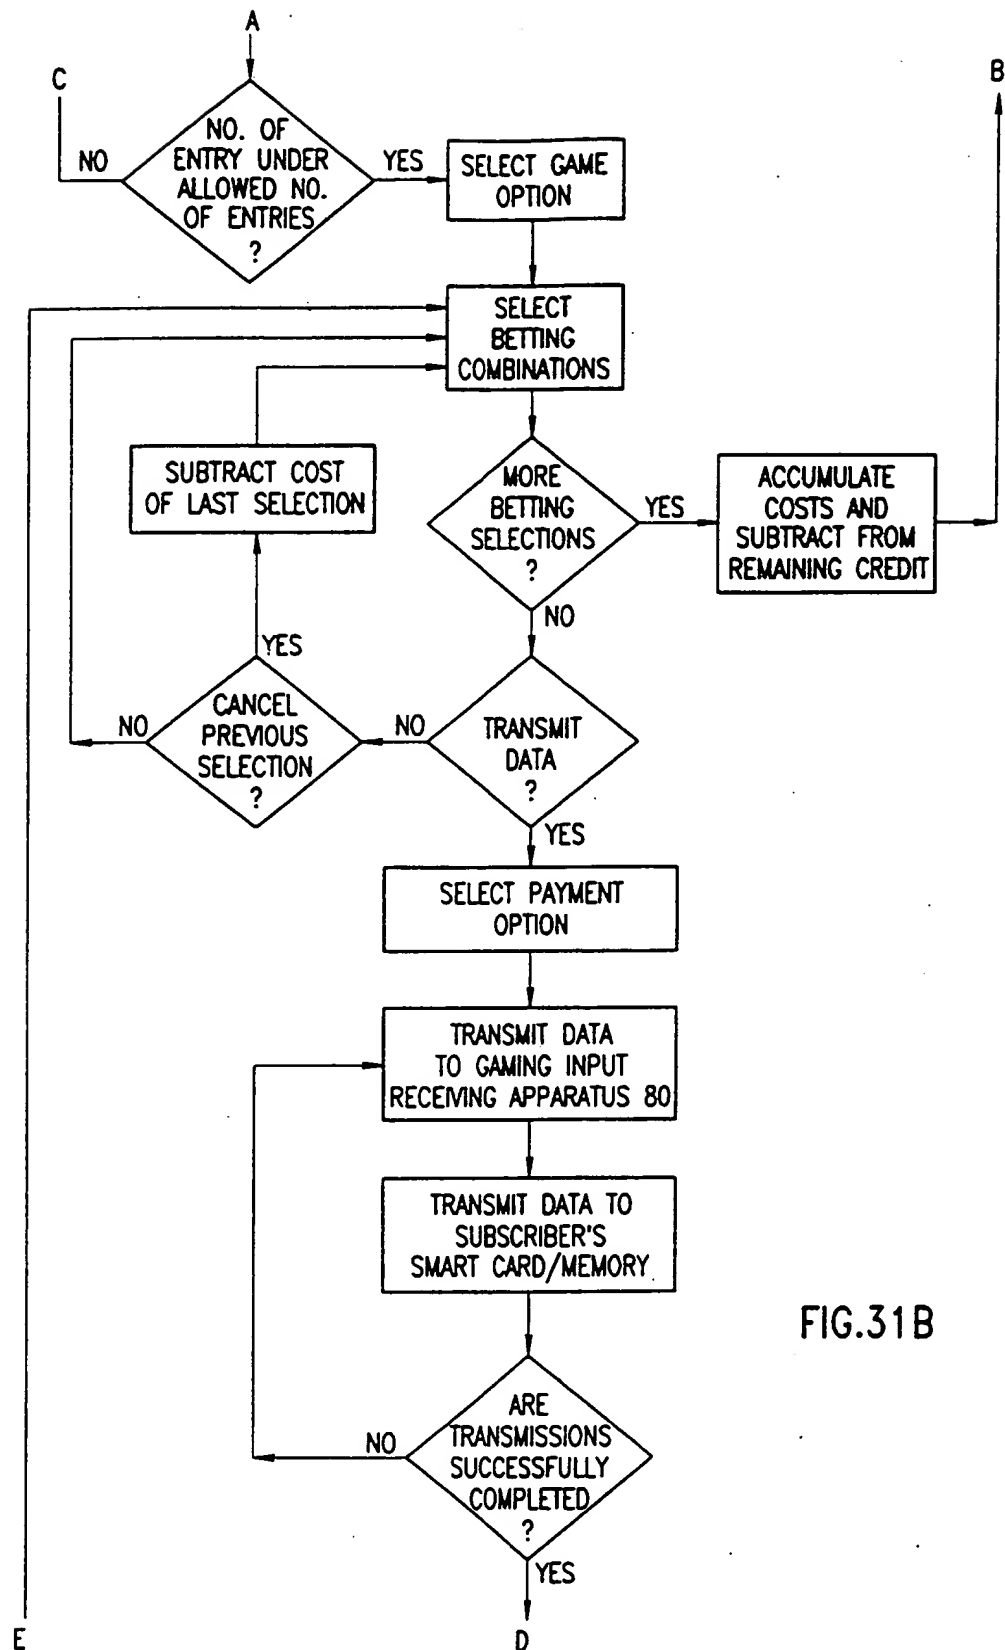 A
C
B
NO. OF
ENTRY UNDER
ALLOWED NO.
OF ENTRIES
?
NO
YES
SELECT GAME
OPTION
SELECT
BETTING
COMBINATIONS
SUBTRACT COST
OF LAST SELECTION
MORE
BETTING
SELECTIONS
?
YES
ACCUMULATE
COSTS AND
SUBTRACT FROM
REMAINING CREDIT
NO
YES
CANCEL
PREVIOUS
SELECTION
?
NO
NO
TRANSMIT
DATA
?
YES
SELECT PAYMENT
OPTION
TRANSMIT DATA
TO GAMING INPUT
RECEIVING APPARATUS 80
TRANSMIT DATA TO
SUBSCRIBER'S
SMART CARD/MEMORY
FIG.31B
ARE
TRANSMISSIONS
SUCCESSFULLY
COMPLETED
?
NO
YES
E
D